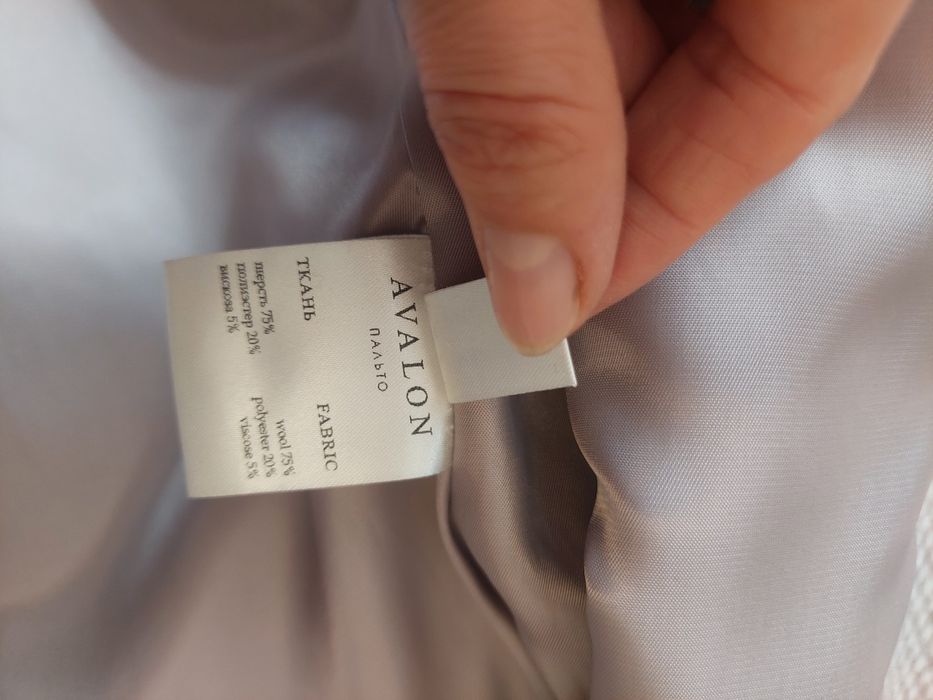 AVALON
ПАЛЬТО
ТКАНЬ
шерсть 75%
полиэстер 20%
вискоза 5%
FABRIC
wool 75%
polyester 20%
viscose 5%